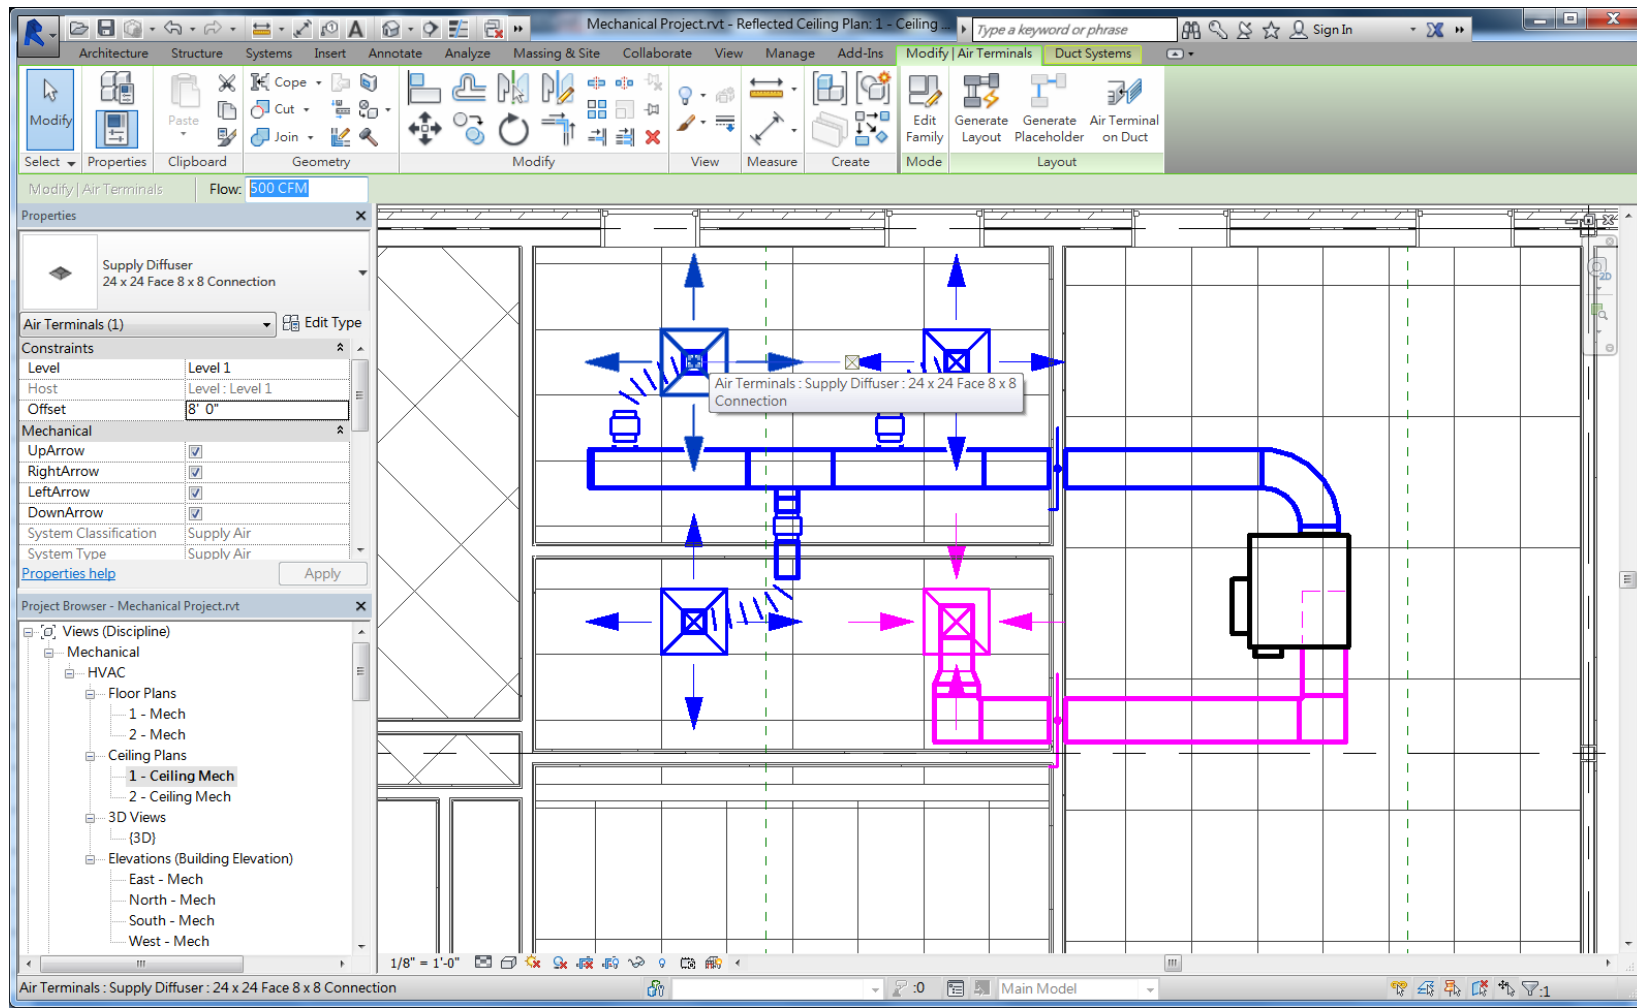 Mechanical Project.rvt - Reflected Ceiling Plan: 1 - Ceiling ...
Type a keyword or phrase
Sign In
Architecture Structure Systems Insert Annotate Analyze Massing & Site Collaborate View Manage Add-Ins Modify | Air Terminals Duct Systems
Modify
Paste
Cope
Cut
Join
Edit Family
Generate Layout
Generate Placeholder
Air Terminal on Duct
Select Properties Clipboard Geometry Modify View Measure Create Mode Layout
Modify | Air Terminals Flow: 500 CFM
Properties
Supply Diffuser
24 x 24 Face 8 x 8 Connection
Air Terminals (1) Edit Type
Constraints
Level Level 1
Host Level : Level 1
Offset 8' 0"
Mechanical
UpArrow
RightArrow
LeftArrow
DownArrow
System Classification Supply Air
System Type Supply Air
Properties help Apply
Project Browser - Mechanical Project.rvt
Views (Discipline)
Mechanical
HVAC
Floor Plans
1 - Mech
2 - Mech
Ceiling Plans
1 - Ceiling Mech
2 - Ceiling Mech
3D Views
{3D}
Elevations (Building Elevation)
East - Mech
North - Mech
South - Mech
West - Mech
Air Terminals : Supply Diffuser : 24 x 24 Face 8 x 8
Connection
2D
1/8" = 1'-0"
Air Terminals : Supply Diffuser : 24 x 24 Face 8 x 8 Connection
:0
Main Model
:1